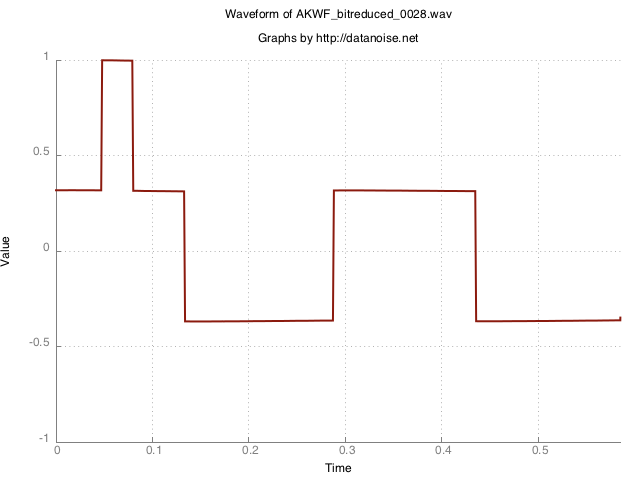 Waveform of AKWF_bitreduced_0028.wav
Graphs by http://datanoise.net
1
0.5
0
-0.5
-1
Value
0 0.1 0.2 0.3 0.4 0.5
Time